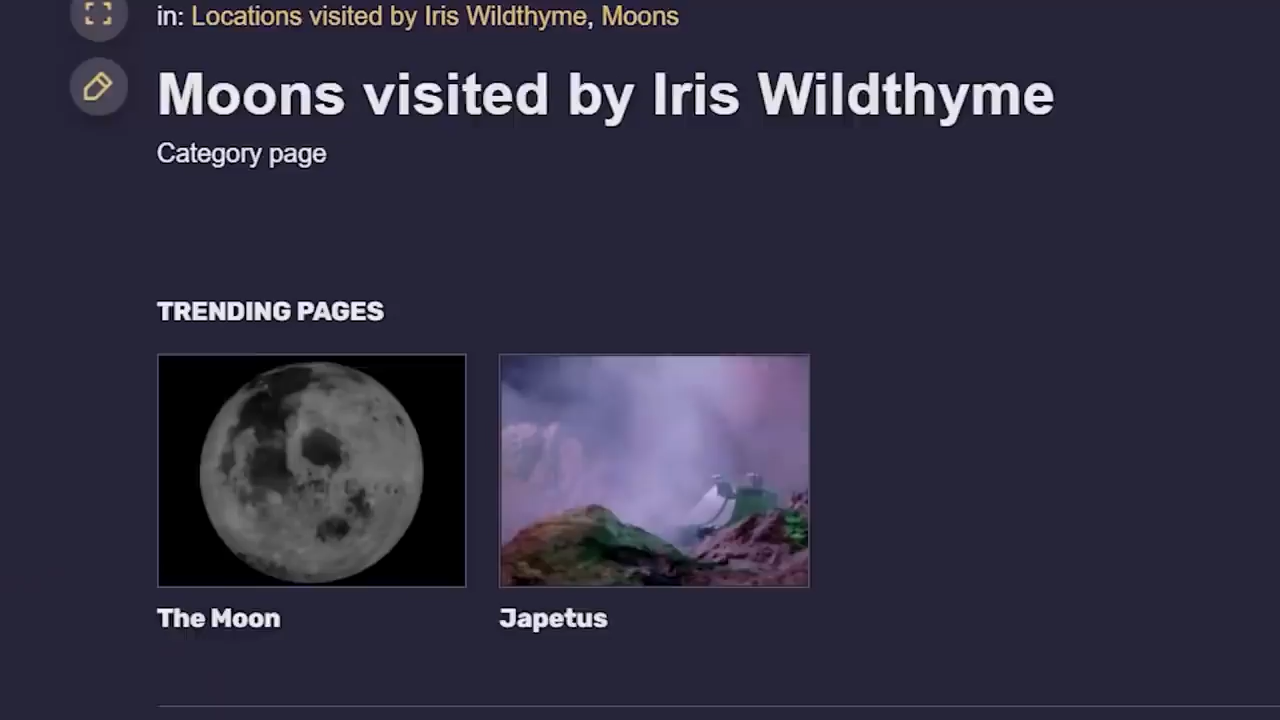 in: Locations visited by Iris Wildthyme, Moons
Moons visited by Iris Wildthyme
Category page
TRENDING PAGES
The Moon
Japetus